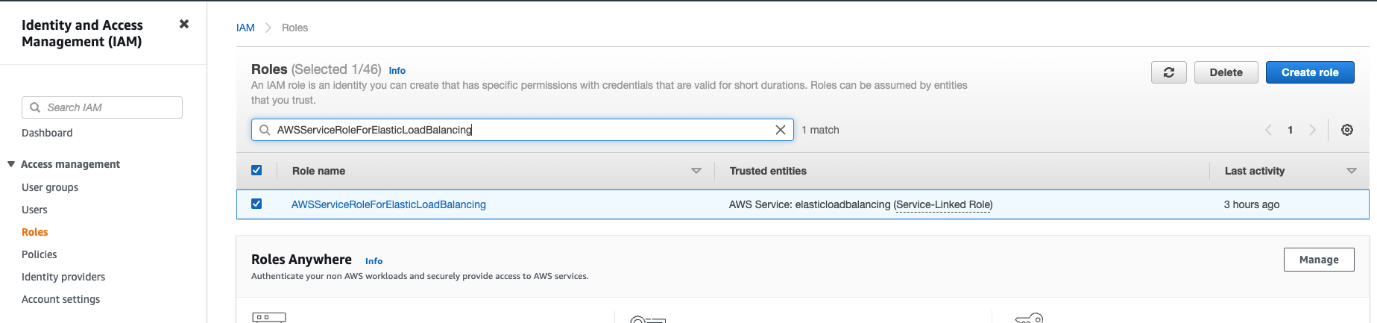 Identity and Access
Management (IAM)
Search IAM
Dashboard
Access management
User groups
Users
Roles
Policies
Identity providers
Account settings
IAM > Roles
Roles (Selected 1/46) Info
An IAM role is an identity you can create that has specific permissions with credentials that are valid for short durations. Roles can be assumed by entities
that you trust.
Delete
Create role
AWSServiceRoleForElasticLoadBalancing
1 match
1
Role name Trusted entities Last activity
AWSServiceRoleForElasticLoadBalancing AWS Service: elasticloadbalancing (Service-Linked Role) 3 hours ago
Roles Anywhere Info
Authenticate your non AWS workloads and securely provide access to AWS services.
Manage